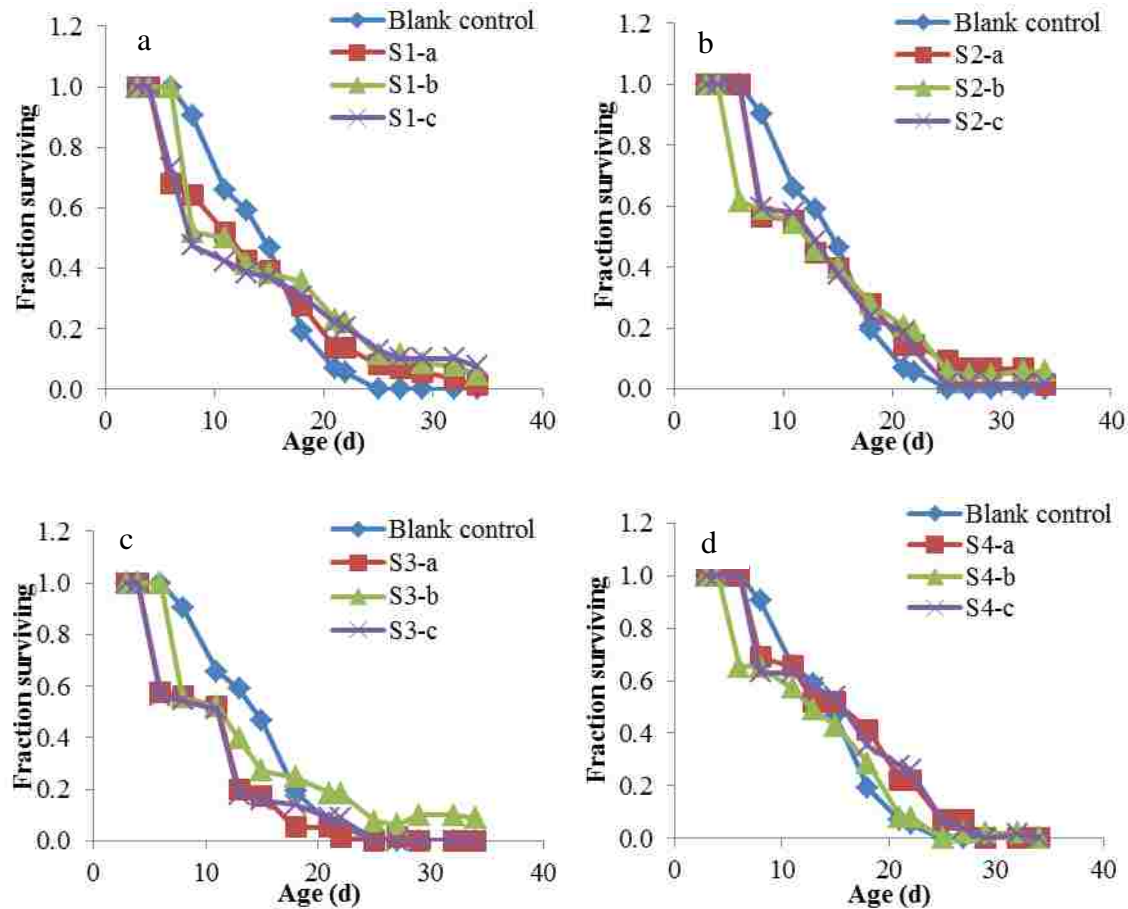 a
Blank control
S1-a
S1-b
S1-c
Fraction surviving
1.2
1.0
0.8
0.6
0.4
0.2
0.0
0 10 20 30 40
Age (d)
b
Blank control
S2-a
S2-b
S2-c
Fraction surviving
1.2
1.0
0.8
0.6
0.4
0.2
0.0
0 10 20 30 40
Age (d)
c
Blank control
S3-a
S3-b
S3-c
Fraction surviving
1.2
1.0
0.8
0.6
0.4
0.2
0.0
0 10 20 30 40
Age (d)
d
Blank control
S4-a
S4-b
S4-c
Fraction surviving
1.2
1.0
0.8
0.6
0.4
0.2
0.0
0 10 20 30 40
Age (d)